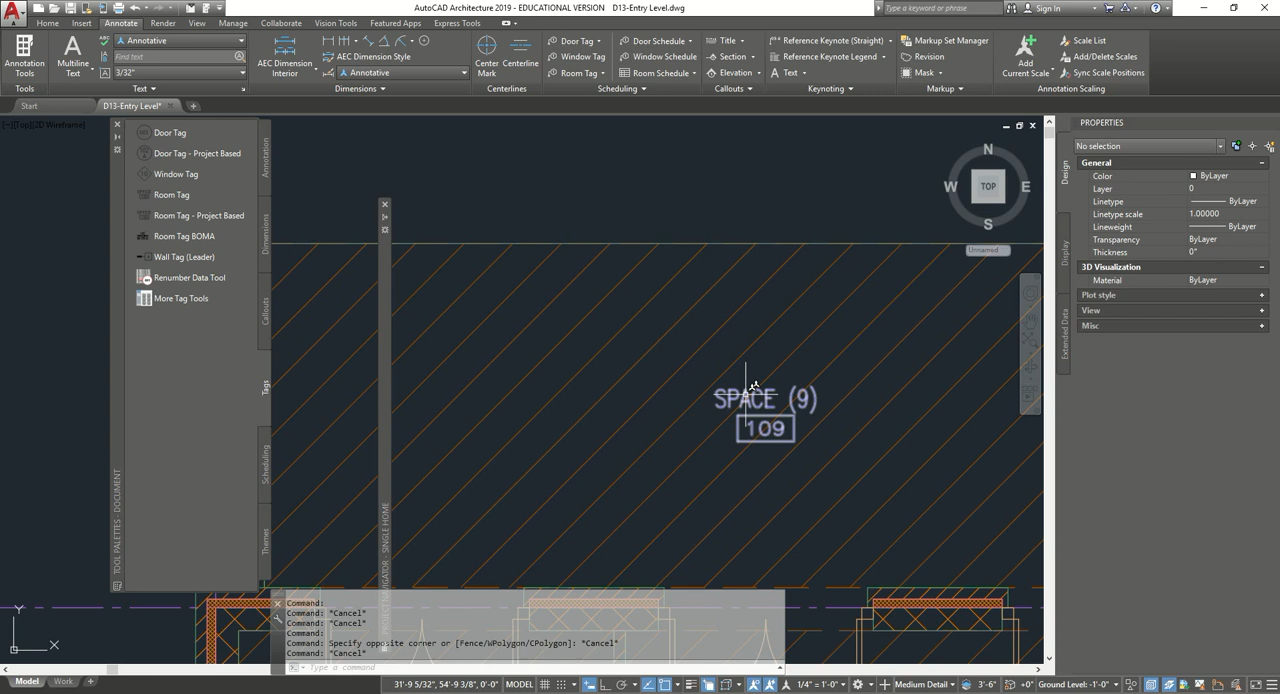 AutoCAD Architecture 2019 - EDUCATIONAL VERSION D13-Entry Level.dwg
Type a keyword or phrase
Sign In
Home Insert Annotate Render View Manage Collaborate Vision Tools Featured Apps Express Tools
Annotation Tools
Tools
Multiline Text
Annotative
Find text
3/32"
Text
AEC Dimension Interior
AEC Dimension Style
Annotative
Dimensions
Center Mark
Centerline
Centerlines
Door Tag
Window Tag
Room Tag
Door Schedule
Window Schedule
Room Schedule
Scheduling
Title
Section
Elevation
Callouts
Reference Keynote (Straight)
Reference Keynote Legend
Text
Keynoting
Markup Set Manager
Revision
Mask
Markup
Add Current Scale
Scale List
Add/Delete Scales
Sync Scale Positions
Annotation Scaling
Start
D13-Entry Level*
[−][Top][2D Wireframe]
Door Tag
Door Tag - Project Based
Window Tag
Room Tag
Room Tag - Project Based
Room Tag BOMA
Wall Tag (Leader)
Renumber Data Tool
More Tag Tools
Annotation
Dimensions
Callouts
Tags
Scheduling
Themes
TOOL PALETTES - DOCUMENT
PROJECT NAVIGATOR - SINGLE HOME
N
W
TOP
E
S
Unnamed
SPACE (9)
109
Y
X
PROPERTIES
No selection
Design
Display
Extended Data
General
Color ByLayer
Layer 0
Linetype ByLayer
Linetype scale 1.00000
Lineweight ByLayer
Transparency ByLayer
Thickness 0"
3D Visualization
Material ByLayer
Plot style
View
Misc
Command:
Command: *Cancel*
Command: *Cancel*
Command:
Command: Specify opposite corner or [Fence/WPolygon/CPolygon]: *Cancel*
Command: *Cancel*
Type a command
Model Work
31'-9 5/32", 54'-9 3/8", 0'-0" MODEL
1/4" = 1'-0"
Medium Detail
3'-6"
+0"
Ground Level: -1'-0"